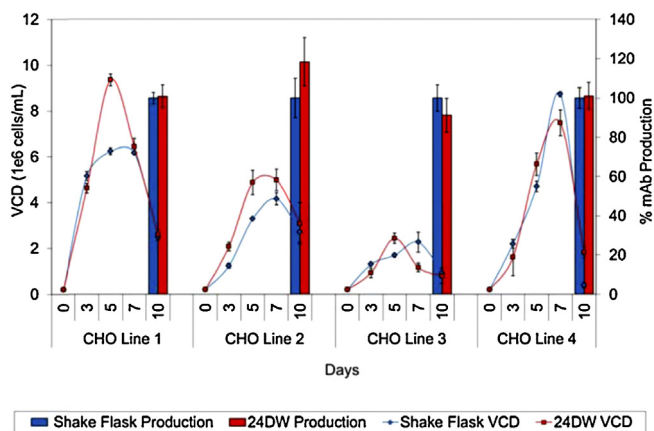 12
10
8
6
4
2
0
VCD (1e6 cells/mL)
140
120
100
80
60
40
20
0
% mAb Production
0 3 5 7 10 0 3 5 7 10 0 3 5 7 10 0 3 5 7 10
CHO Line 1 CHO Line 2 CHO Line 3 CHO Line 4
Days
Shake Flask Production 24DW Production Shake Flask VCD 24DW VCD